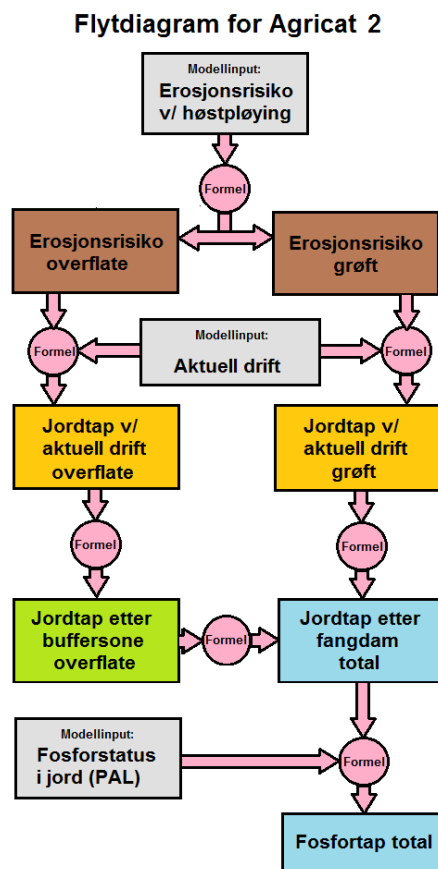 Flytdiagram for Agricat 2
Modellinput:
Erosjonsrisiko
v/ høstpløying
Formel
Erosjonsrisiko
overflate
Erosjonsrisiko
grøft
Formel
Modellinput:
Aktuell drift
Formel
Jordtap v/
aktuell drift
overflate
Jordtap v/
aktuell drift
grøft
Formel
Formel
Jordtap etter
buffersone
overflate
Formel
Jordtap etter
fangdam
total
Modellinput:
Fosforstatus
i jord (PAL)
Formel
Fosfortap total